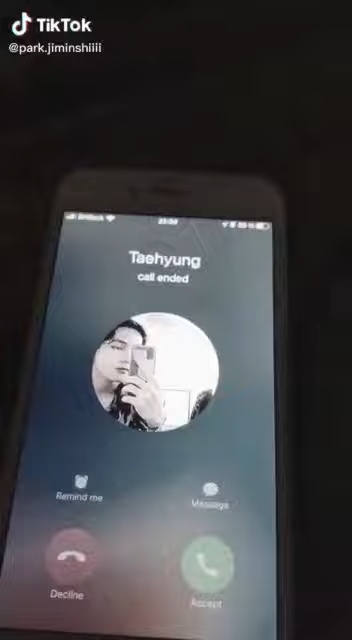 TikTok
@park.jiminshiiii
Taehyung
call ended
Remind me
Message
Decline
Accept